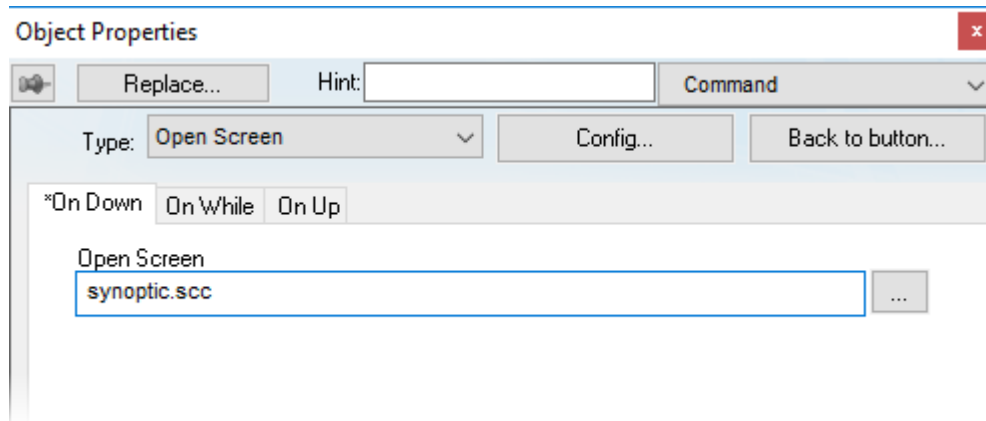 Object Properties
x
Replace... Hint: Command
Type: Open Screen Config... Back to button...
*On Down On While On Up
Open Screen
synoptic.scc ...